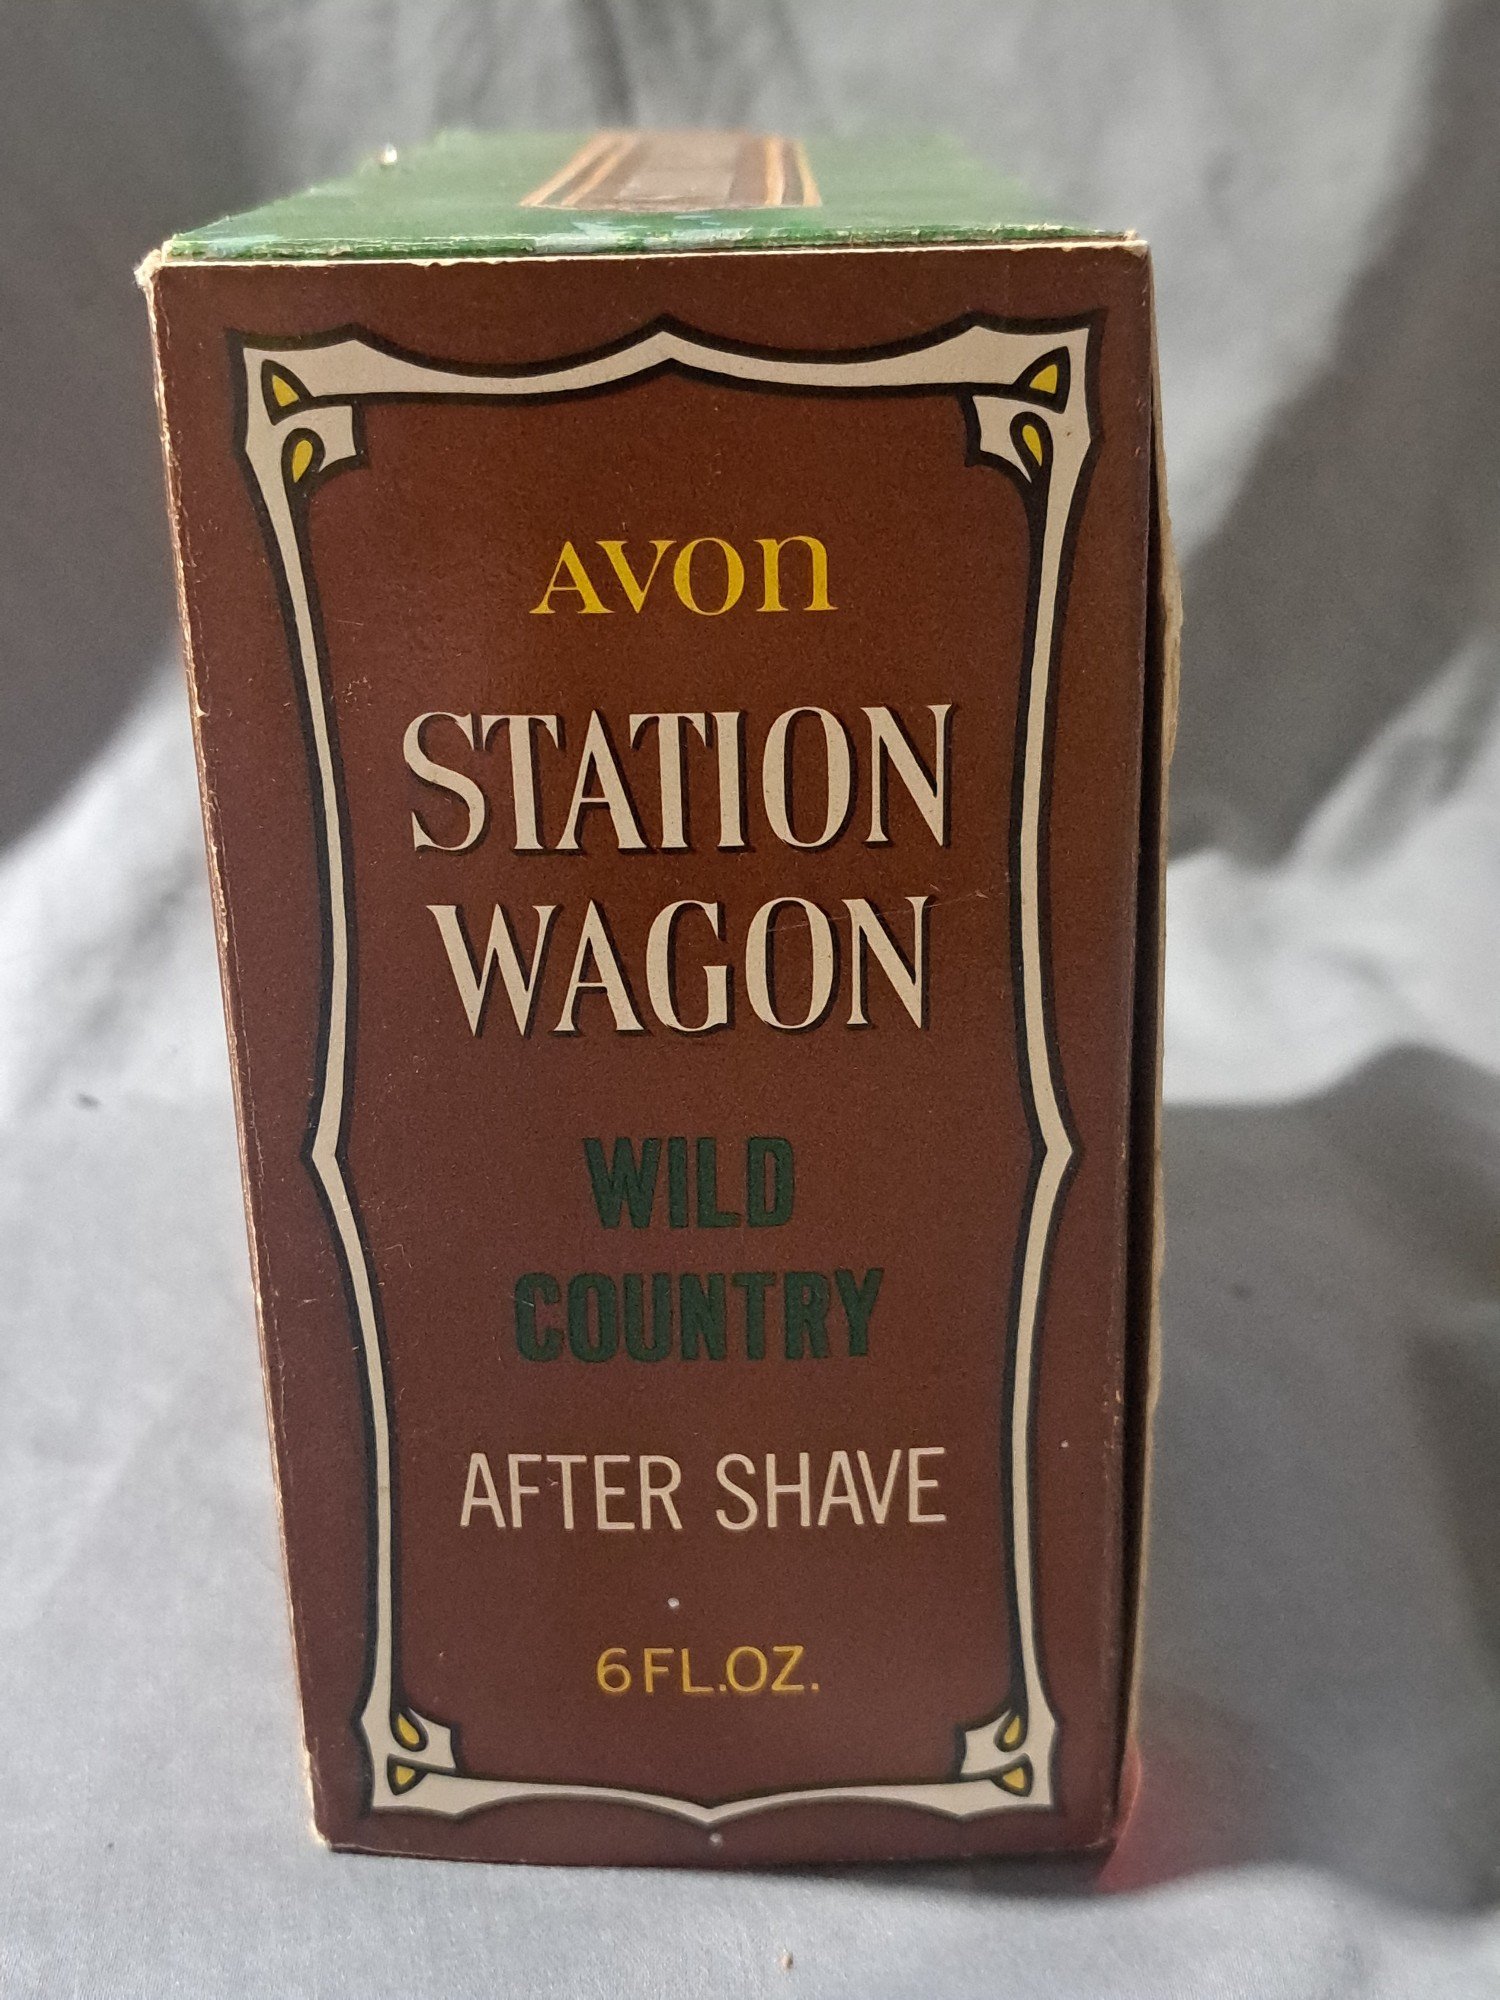 AVON
STATION
WAGON
WILD
COUNTRY
AFTER SHAVE
6 FL.OZ.